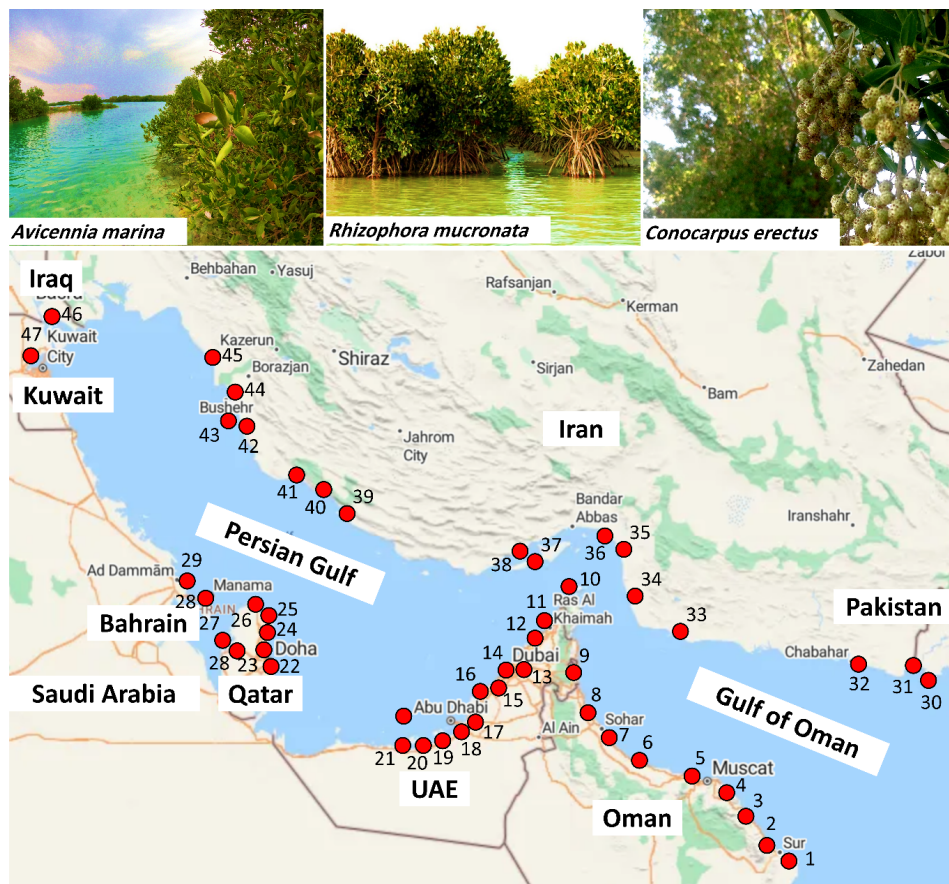 Avicennia marina
Rhizophora mucronata
Conocarpus erectus
Iraq
Behbahan
Yasuj
Zabol
Rafsanjan
Kerman
46
47
Kuwait
City
Kuwait
45
Kazerun
Borazjan
Shiraz
Sirjan
Zahedan
Bam
44
Bushehr
43
42
Jahrom
City
Iran
41
40
39
Bandar
Abbas
Iranshahr
Persian Gulf
36
35
38
37
29
Ad Dammām
Manama
28
10
34
Ras Al
Khaimah
Pakistan
26
25
11
Bahrain
27
24
12
33
Chabahar
28
23
Doha
22
Dubai
14
13
9
32
31
30
Saudi Arabia
Qatar
16
15
Gulf of Oman
Abu Dhabi
17
8
Al Ain
Sohar
7
21
20
19
18
6
UAE
5
Muscat
4
Oman
3
2
Sur
1